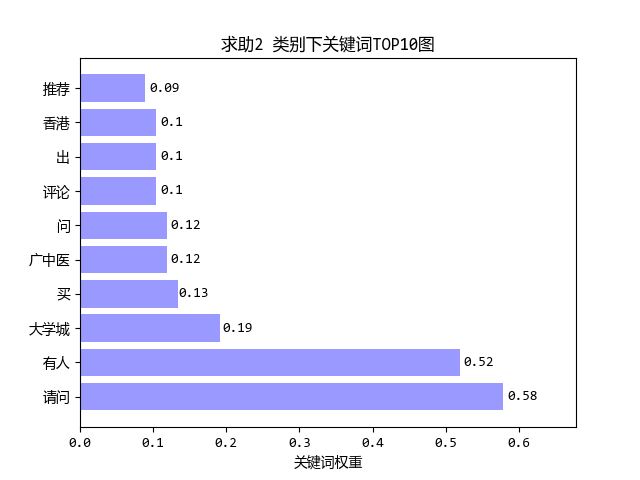 求助2 类别下关键词TOP10图
推荐 0.09
香港 0.1
出 0.1
评论 0.1
问 0.12
广中医 0.12
买 0.13
大学城 0.19
有人 0.52
请问 0.58
0.0 0.1 0.2 0.3 0.4 0.5 0.6
关键词权重